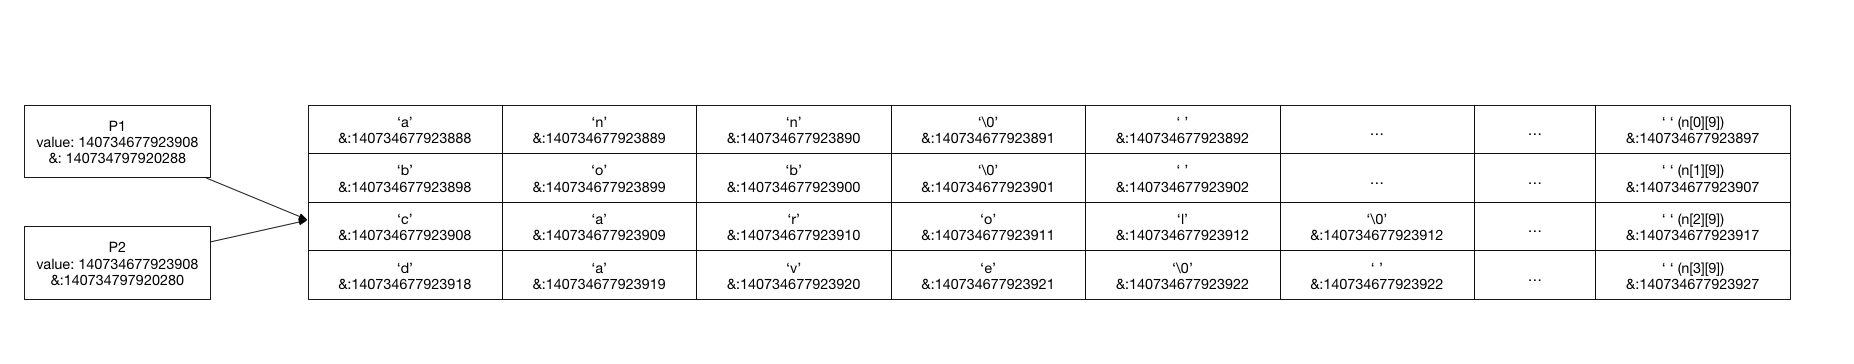 P1
value: 140734677923908
&: 140734797920288
P2
value: 140734677923908
&:140734797920280
‘a’ ‘n’ ‘n’ ‘\0’ ‘ ’ ... ... ‘ ‘ (n[0][9])
&:140734677923888 &:140734677923889 &:140734677923890 &:140734677923891 &:140734677923892 &:140734677923897
‘b’ ‘o’ ‘b’ ‘\0’ ‘ ’ ... ... ‘ ‘ (n[1][9])
&:140734677923898 &:140734677923899 &:140734677923900 &:140734677923901 &:140734677923902 &:140734677923907
‘c’ ‘a’ ‘r’ ‘o’ ‘l’ ‘\0’ ... ‘ ‘ (n[2][9])
&:140734677923908 &:140734677923909 &:140734677923910 &:140734677923911 &:140734677923912 &:140734677923912 &:140734677923917
‘d’ ‘a’ ‘v’ ‘e’ ‘\0’ ‘ ’ ... ‘ ‘ (n[3][9])
&:140734677923918 &:140734677923919 &:140734677923920 &:140734677923921 &:140734677923922 &:140734677923922 &:140734677923927